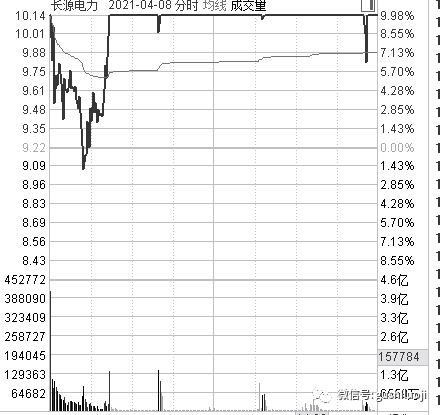 长源电力 2021-04-08 分时 均线 成交量
10.14 9.98%
10.01 8.55%
9.88 7.13%
9.75 5.70%
9.61 4.28%
9.48 2.85%
9.35 1.43%
9.22 0.00%
9.09 1.43%
8.96 2.85%
8.83 4.28%
8.69 5.70%
8.56 7.13%
8.43 8.55%
452772 4.6亿
388090 3.9亿
323409 3.3亿
258727 2.6亿
194045 157784
129363 1.3亿
64682
微信号: